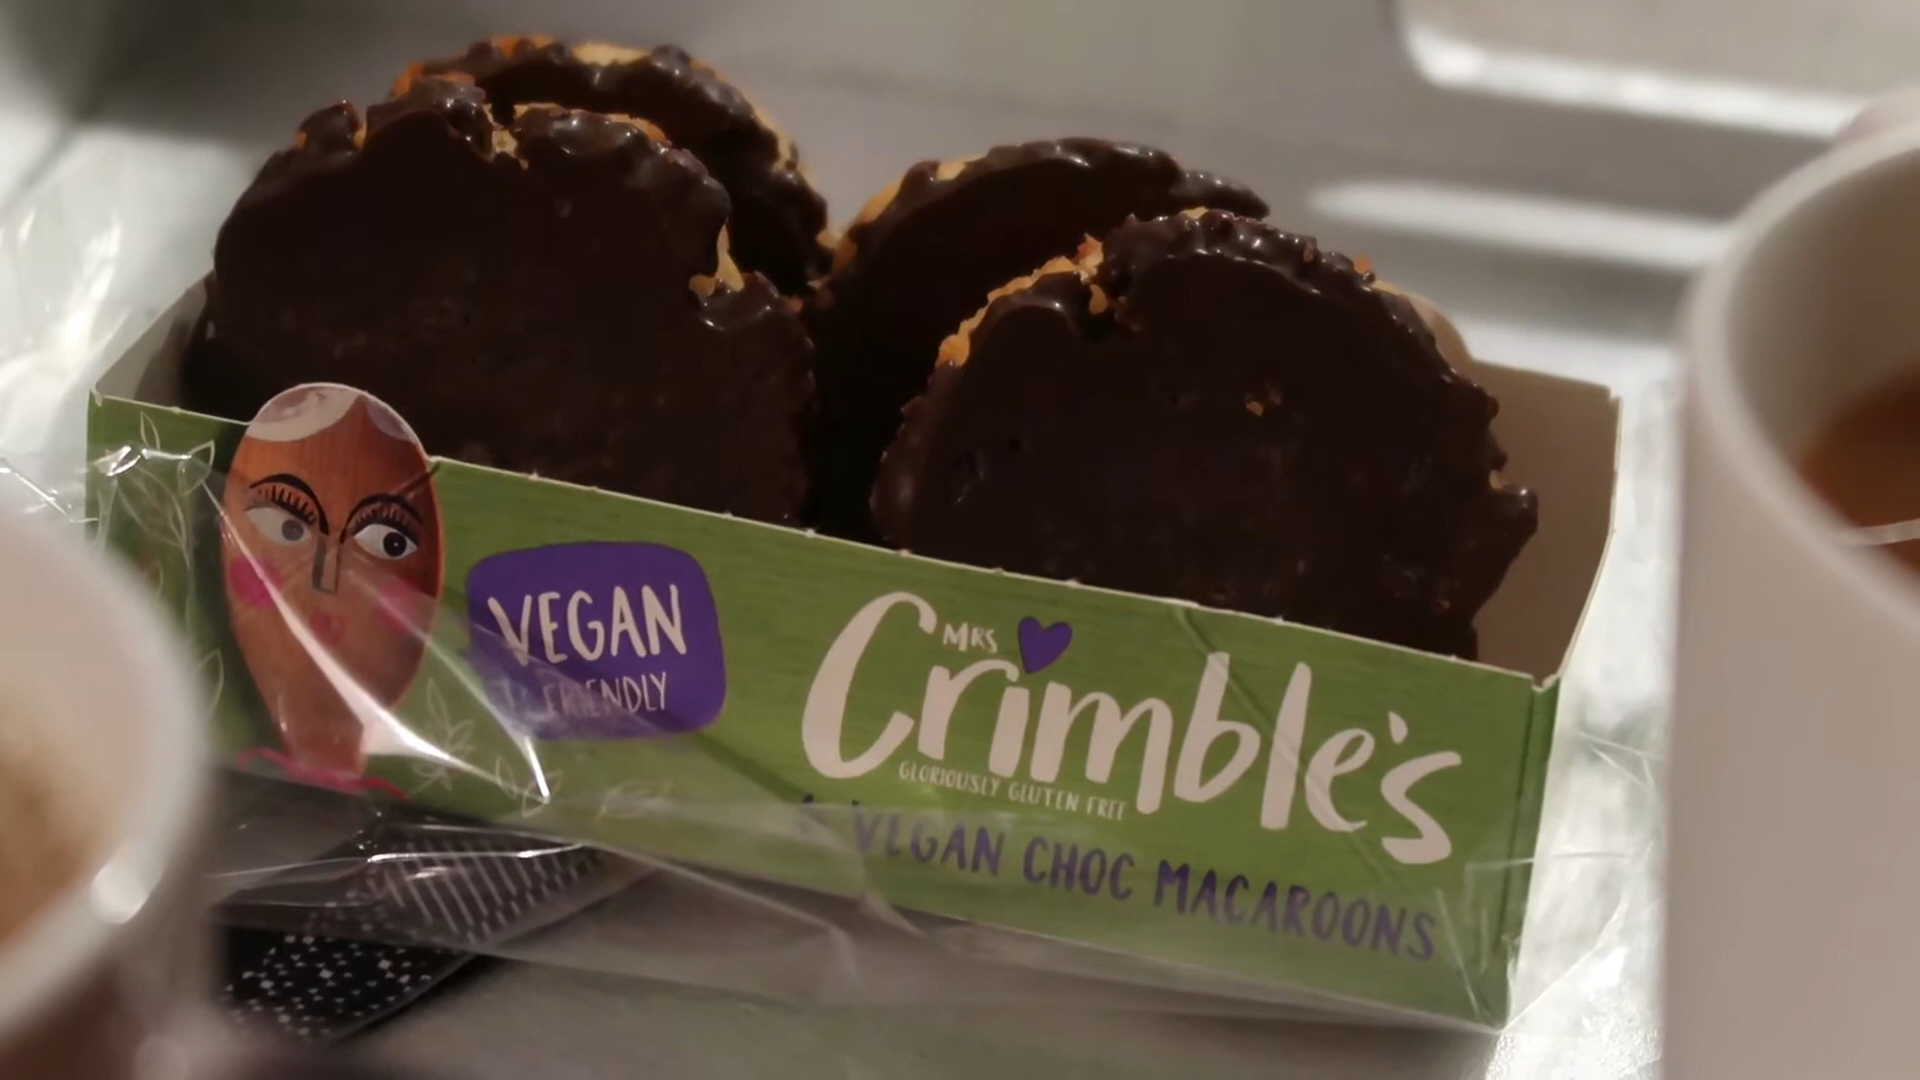 VEGAN
FRIENDLY
MRS
Crimble's
GLORIOUSLY GLUTEN FREE
VEGAN CHOC MACAROONS